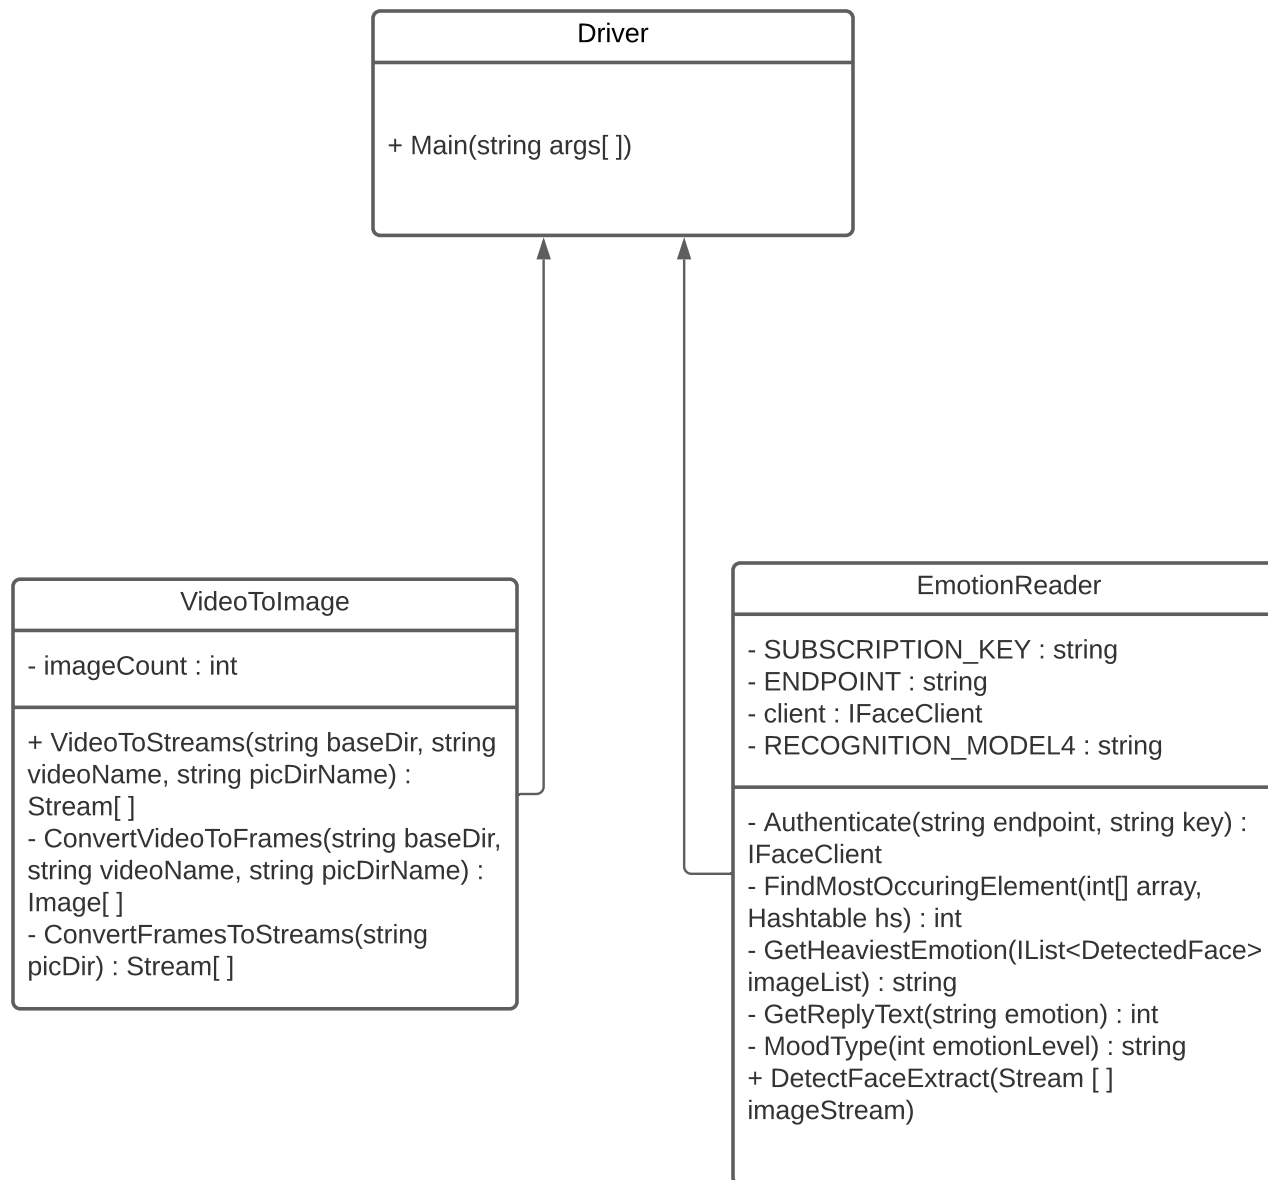 Driver
+ Main(string args[ ])
VideoToImage
- imageCount : int
+ VideoToStreams(string baseDir, string
videoName, string picDirName) :
Stream[ ]
- ConvertVideoToFrames(string baseDir,
string videoName, string picDirName) :
Image[ ]
- ConvertFramesToStreams(string
picDir) : Stream[ ]
EmotionReader
- SUBSCRIPTION_KEY : string
- ENDPOINT : string
- client : IFaceClient
- RECOGNITION_MODEL4 : string
- Authenticate(string endpoint, string key) :
IFaceClient
- FindMostOccuringElement(int[] array,
Hashtable hs) : int
- GetHeaviestEmotion(IList<DetectedFace>
imageList) : string
- GetReplyText(string emotion) : int
- MoodType(int emotionLevel) : string
+ DetectFaceExtract(Stream [ ]
imageStream)